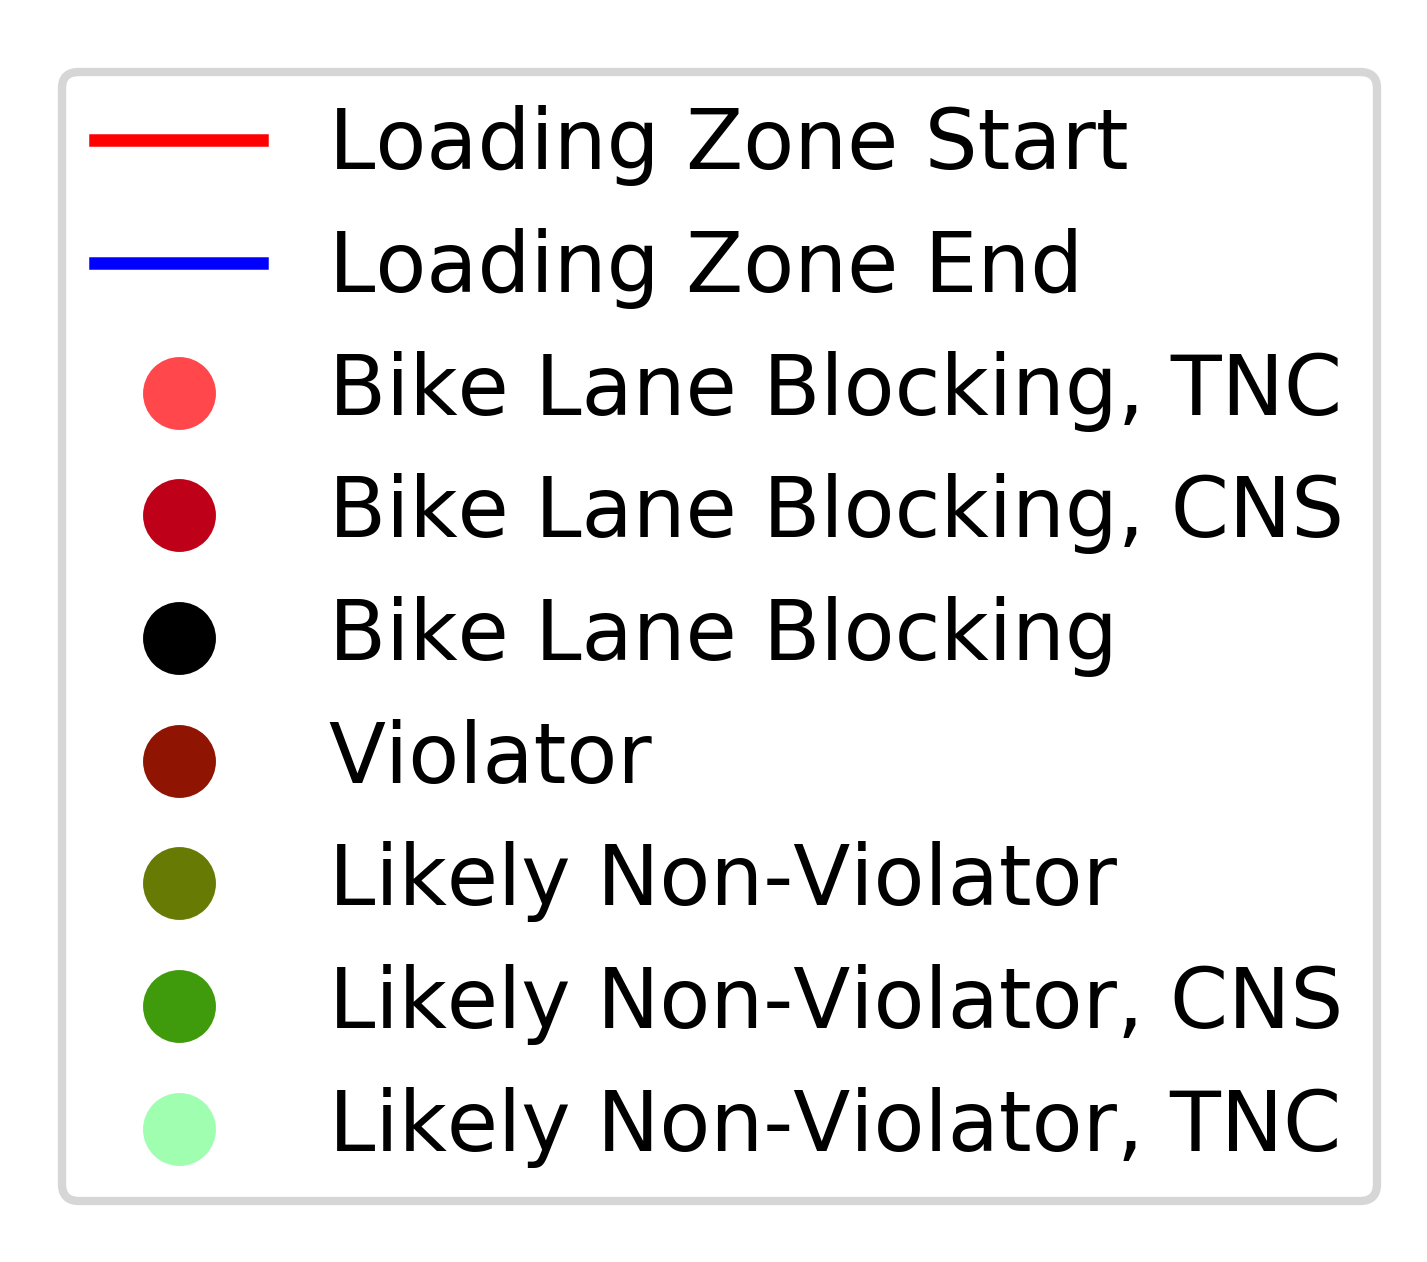 Loading Zone Start
Loading Zone End
Bike Lane Blocking, TNC
Bike Lane Blocking, CNS
Bike Lane Blocking
Violator
Likely Non-Violator
Likely Non-Violator, CNS
Likely Non-Violator, TNC